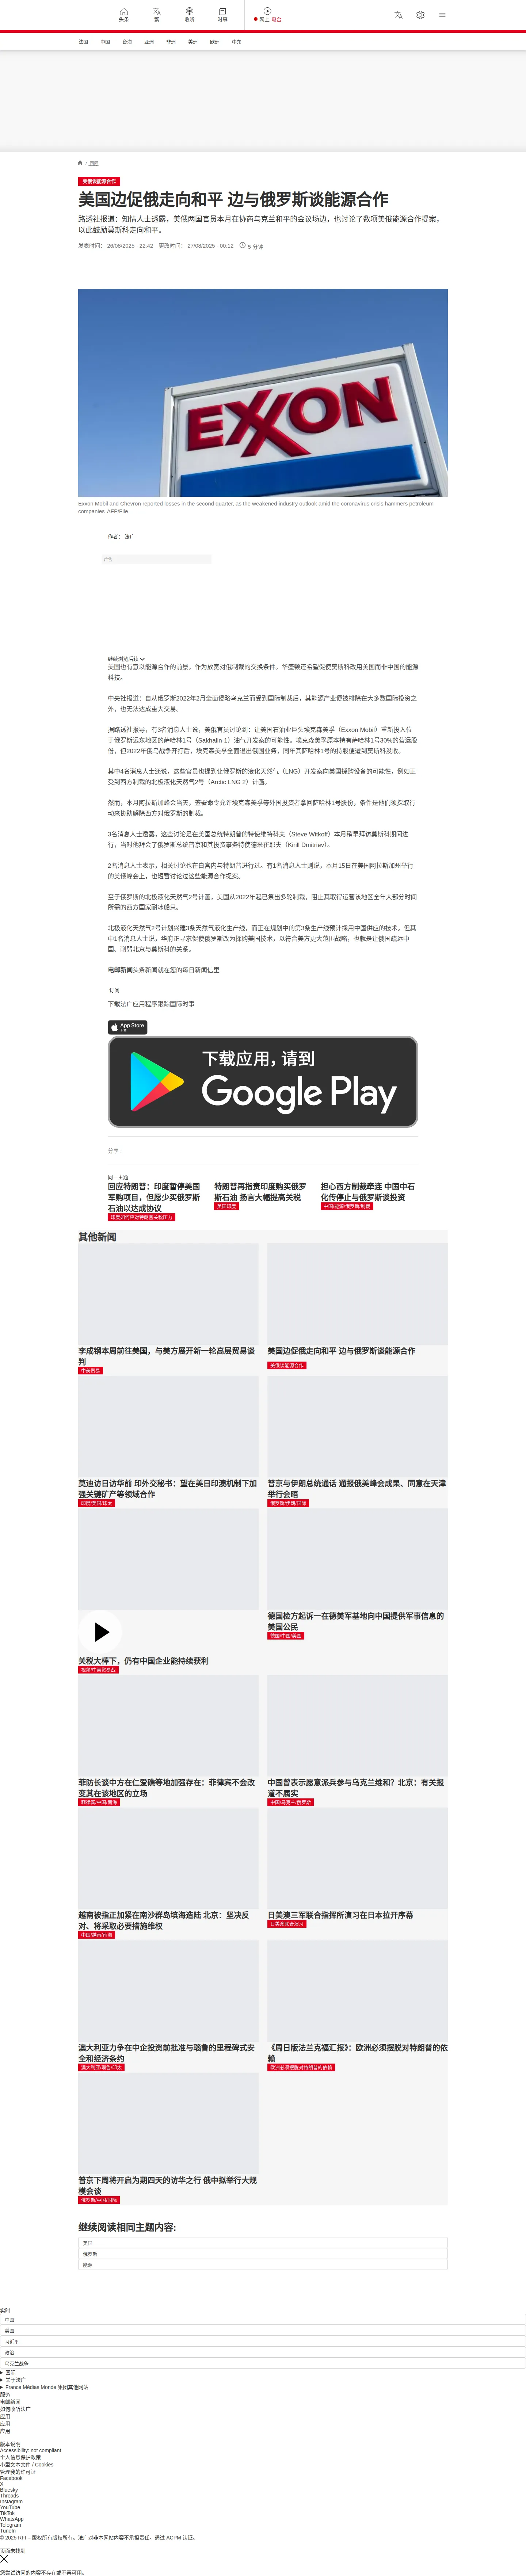 头条
繁
收听
时事
网上 电台
法国
中国
台海
亚洲
非洲
美洲
欧洲
中东
/ 国际
美俄谈能源合作
美国边促俄走向和平 边与俄罗斯谈能源合作
路透社报道：知情人士透露，美俄两国官员本月在协商乌克兰和平的会议场边，也讨论了数项美俄能源合作提案，
以此鼓励莫斯科走向和平。
发表时间： 26/08/2025 - 22:42 更改时间： 27/08/2025 - 00:12 5 分钟
EXXON
Exxon Mobil and Chevron reported losses in the second quarter, as the weakened industry outlook amid the coronavirus crisis hammers petroleum
companies AFP/File
作者： 法广
广告
继续浏览后续
美国也有意以能源合作的前景，作为放宽对俄制裁的交换条件。华盛顿还希望促使莫斯科改用美国而非中国的能源
科技。
中央社报道：自从俄罗斯2022年2月全面侵略乌克兰而受到国际制裁后，其能源产业便被排除在大多数国际投资之
外，也无法达成重大交易。
据路透社报导，有3名消息人士说，美俄官员讨论到：让美国石油业巨头埃克森美孚（Exxon Mobil）重新投入位
于俄罗斯远东地区的萨哈林1号（Sakhalin-1）油气开发案的可能性。埃克森美孚原本持有萨哈林1号30%的营运股
份，但2022年俄乌战争开打后，埃克森美孚全面退出俄国业务，同年其萨哈林1号的持股便遭到莫斯科没收。
其中4名消息人士还说，这些官员也提到让俄罗斯的液化天然气（LNG）开发案向美国採购设备的可能性，例如正
受到西方制裁的北极液化天然气2号（Arctic LNG 2）计画。
然而，本月阿拉斯加峰会当天，签署命令允许埃克森美孚等外国投资者拿回萨哈林1号股份，条件是他们须採取行
动来协助解除西方对俄罗斯的制裁。
3名消息人士透露，这些讨论是在美国总统特朗普的特使维特科夫（Steve Witkoff）本月稍早拜访莫斯科期间进
行，当时他拜会了俄罗斯总统普京和其投资事务特使德米崔耶夫（Kirill Dmitriev）。
2名消息人士表示，相关讨论也在白宫内与特朗普进行过。有1名消息人士则说，本月15日在美国阿拉斯加州举行
的美俄峰会上，也短暂讨论过这些能源合作提案。
至于俄罗斯的北极液化天然气2号计画，美国从2022年起已祭出多轮制裁，阻止其取得运营该地区全年大部分时间
所需的西方国家耐冰船只。
北极液化天然气2号计划兴建3条天然气液化生产线，而正在规划中的第3条生产线预计採用中国供应的技术。但其
中1名消息人士说，华府正寻求促使俄罗斯改为採购美国技术，以符合美方更大范围战略，也就是让俄国疏远中
国、削弱北京与莫斯科的关系。
电邮新闻头条新闻就在您的每日新闻信里
订阅
下载法广应用程序跟踪国际时事
App Store
下载
下载应用，请到
Google Play
分享 :
同一主题
回应特朗普：印度暂停美国
军购项目，但愿少买俄罗斯
石油以达成协议
印度如何应对特朗普关税压力
特朗普再指责印度购买俄罗
斯石油 扬言大幅提高关税
美国印度
担心西方制裁牵连 中国中石
化传停止与俄罗斯谈投资
中国/能源/俄罗斯/制裁
其他新闻
李成钢本周前往美国，与美方展开新一轮高层贸易谈
判
中美贸易
美国边促俄走向和平 边与俄罗斯谈能源合作
美俄谈能源合作
莫迪访日访华前 印外交秘书：望在美日印澳机制下加
强关键矿产等领域合作
印度/美国/印太
普京与伊朗总统通话 通报俄美峰会成果、同意在天津
举行会晤
俄罗斯/伊朗/国际
关税大棒下，仍有中国企业能持续获利
视频/中美贸易战
德国检方起诉一在德美军基地向中国提供军事信息的
美国公民
德国/中国/美国
菲防长谈中方在仁爱礁等地加强存在：菲律宾不会改
变其在该地区的立场
菲律宾/中国/南海
中国曾表示愿意派兵参与乌克兰维和？北京：有关报
道不属实
中国/乌克兰/俄罗斯
越南被指正加紧在南沙群岛填海造陆 北京：坚决反
对、将采取必要措施维权
中国/越南/南海
日美澳三军联合指挥所演习在日本拉开序幕
日美澳联合演习
澳大利亚力争在中企投资前批准与瑙鲁的里程碑式安
全和经济条约
澳大利亚/瑙鲁/印太
《周日版法兰克福汇报》：欧洲必须摆脱对特朗普的依
赖
欧洲必须摆脱对特朗普的依赖
普京下周将开启为期四天的访华之行 俄中拟举行大规
模会谈
俄罗斯/中国/国际
继续阅读相同主题内容:
美国
俄罗斯
能源
实时
中国
美国
习近平
政治
乌克兰战争
国际
关于法广
France Médias Monde 集团其他网站
服务
电邮新闻
如何收听法广
应用
应用
应用
版本说明
Accessibility: not compliant
个人信息保护政策
小型文本文件 / Cookies
管理我的许可证
Facebook
X
Bluesky
Threads
Instagram
YouTube
TikTok
WhatsApp
Telegram
TuneIn
© 2025 RFI – 版权所有版权所有。法广对非本网站内容不承担责任。通过 ACPM 认证。
页面未找到
您尝试访问的内容不存在或不再可用。